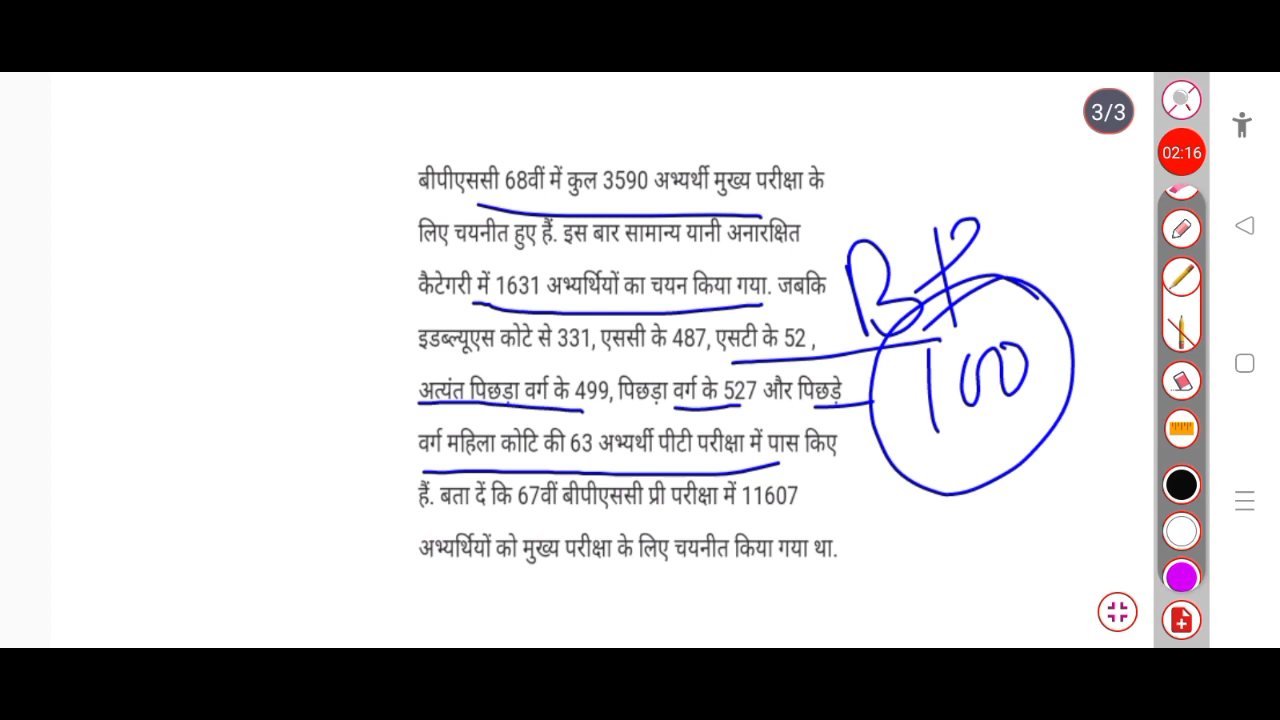 3/3
02:16
बीपीएससी 68वीं में कुल 3590 अभ्यर्थी मुख्य परीक्षा के
लिए चयनीत हुए हैं. इस बार सामान्य यानी अनारक्षित
कैटेगरी में 1631 अभ्यर्थियों का चयन किया गया. जबकि
इडब्ल्यूएस कोटे से 331, एससी के 487, एसटी के 52 ,
अत्यंत पिछड़ा वर्ग के 499, पिछड़ा वर्ग के 527 और पिछड़े
वर्ग महिला कोटि की 63 अभ्यर्थी पीटी परीक्षा में पास किए
हैं. बता दें कि 67वीं बीपीएससी प्री परीक्षा में 11607
अभ्यर्थियों को मुख्य परीक्षा के लिए चयनीत किया गया था.
100